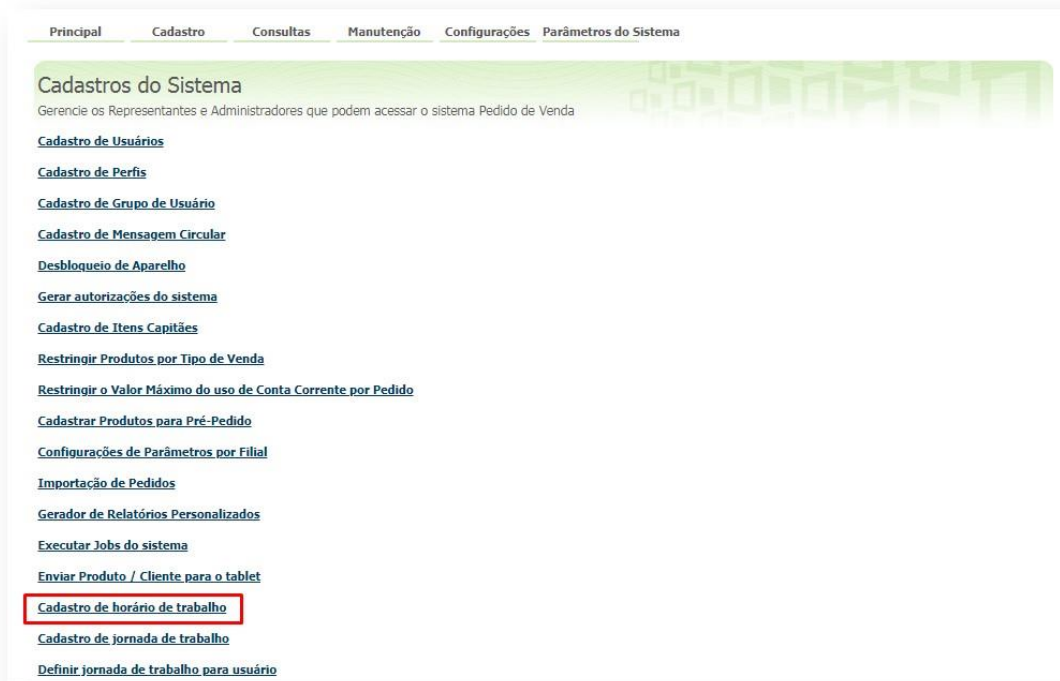 Principal Cadastro Consultas Manutenção Configurações Parâmetros do Sistema
Cadastros do Sistema
Gerencie os Representantes e Administradores que podem acessar o sistema Pedido de Venda
Cadastro de Usuários
Cadastro de Perfis
Cadastro de Grupo de Usuário
Cadastro de Mensagem Circular
Desbloqueio de Aparelho
Gerar autorizações do sistema
Cadastro de Itens Capitães
Restringir Produtos por Tipo de Venda
Restringir o Valor Máximo do uso de Conta Corrente por Pedido
Cadastrar Produtos para Pré-Pedido
Configurações de Parâmetros por Filial
Importação de Pedidos
Gerador de Relatórios Personalizados
Executar Jobs do sistema
Enviar Produto / Cliente para o tablet
Cadastro de horário de trabalho
Cadastro de jornada de trabalho
Definir jornada de trabalho para usuário